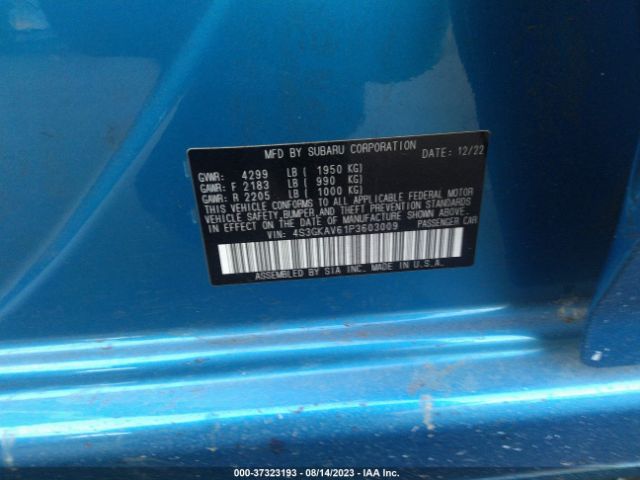 MFD BY SUBARU CORPORATION DATE: 12/22
GVWR: 4299 LB ( 1950 KG)
GAWR: F 2183 LB ( 990 KG)
GAWR: R 2205 LB ( 1000 KG)
THIS VEHICLE CONFORMS TO ALL APPLICABLE FEDERAL MOTOR
VEHICLE SAFETY,BUMPER,AND THEFT PREVENTION STANDARDS
IN EFFECT ON THE DATE OF MANUFACTURE SHOWN ABOVE.
VIN: 4S3GKAV61P3603009 PASSENGER CAR
ASSEMBLED BY SIA INC. MADE IN U.S.A.
000-37323193 - 08/14/2023 - IAA Inc.